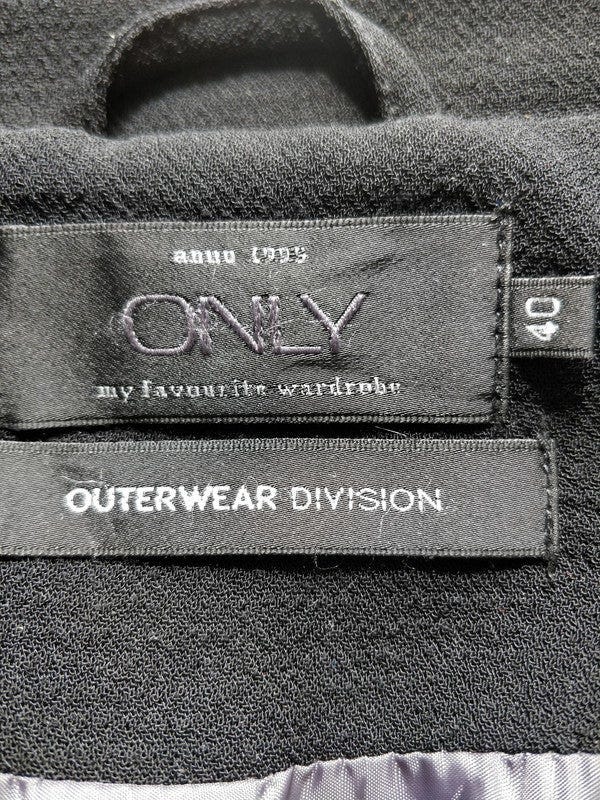 anno 1995
ONLY
my favourite wardrobe
40
OUTERWEAR DIVISION